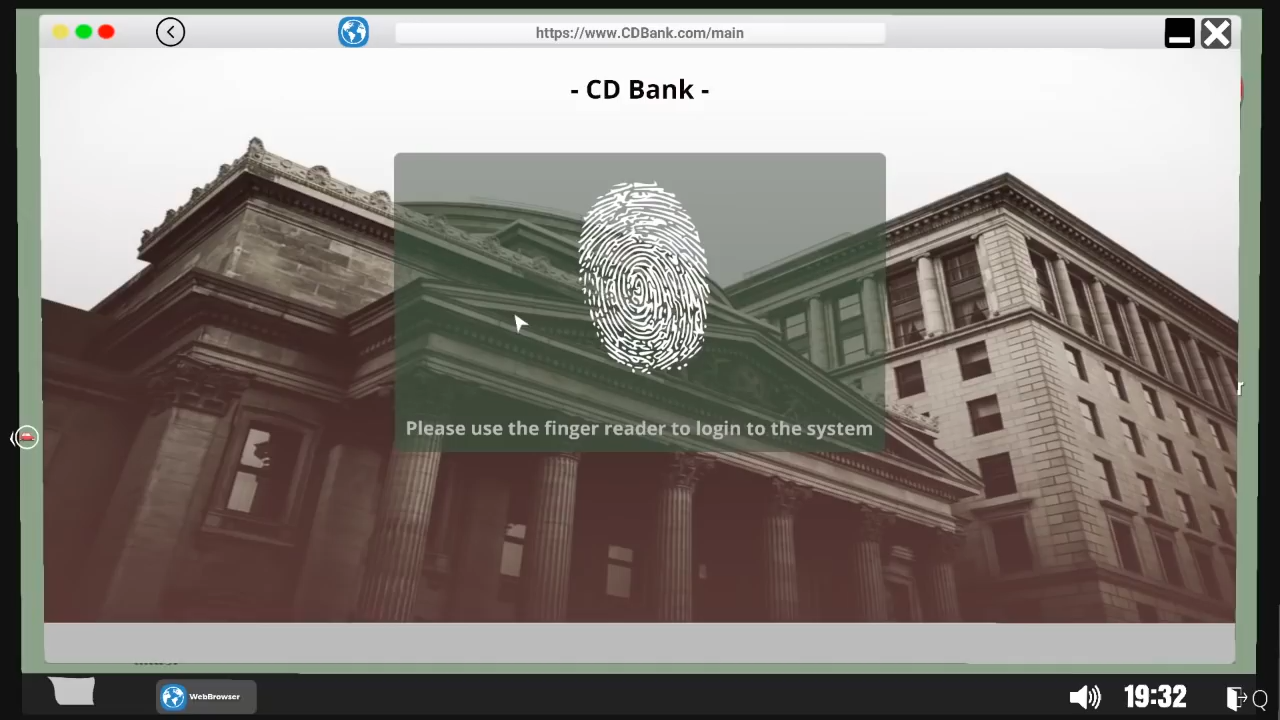 https://www.CDBank.com/main
- CD Bank -
Please use the finger reader to login to the system
WebBrowser
19:32
Q